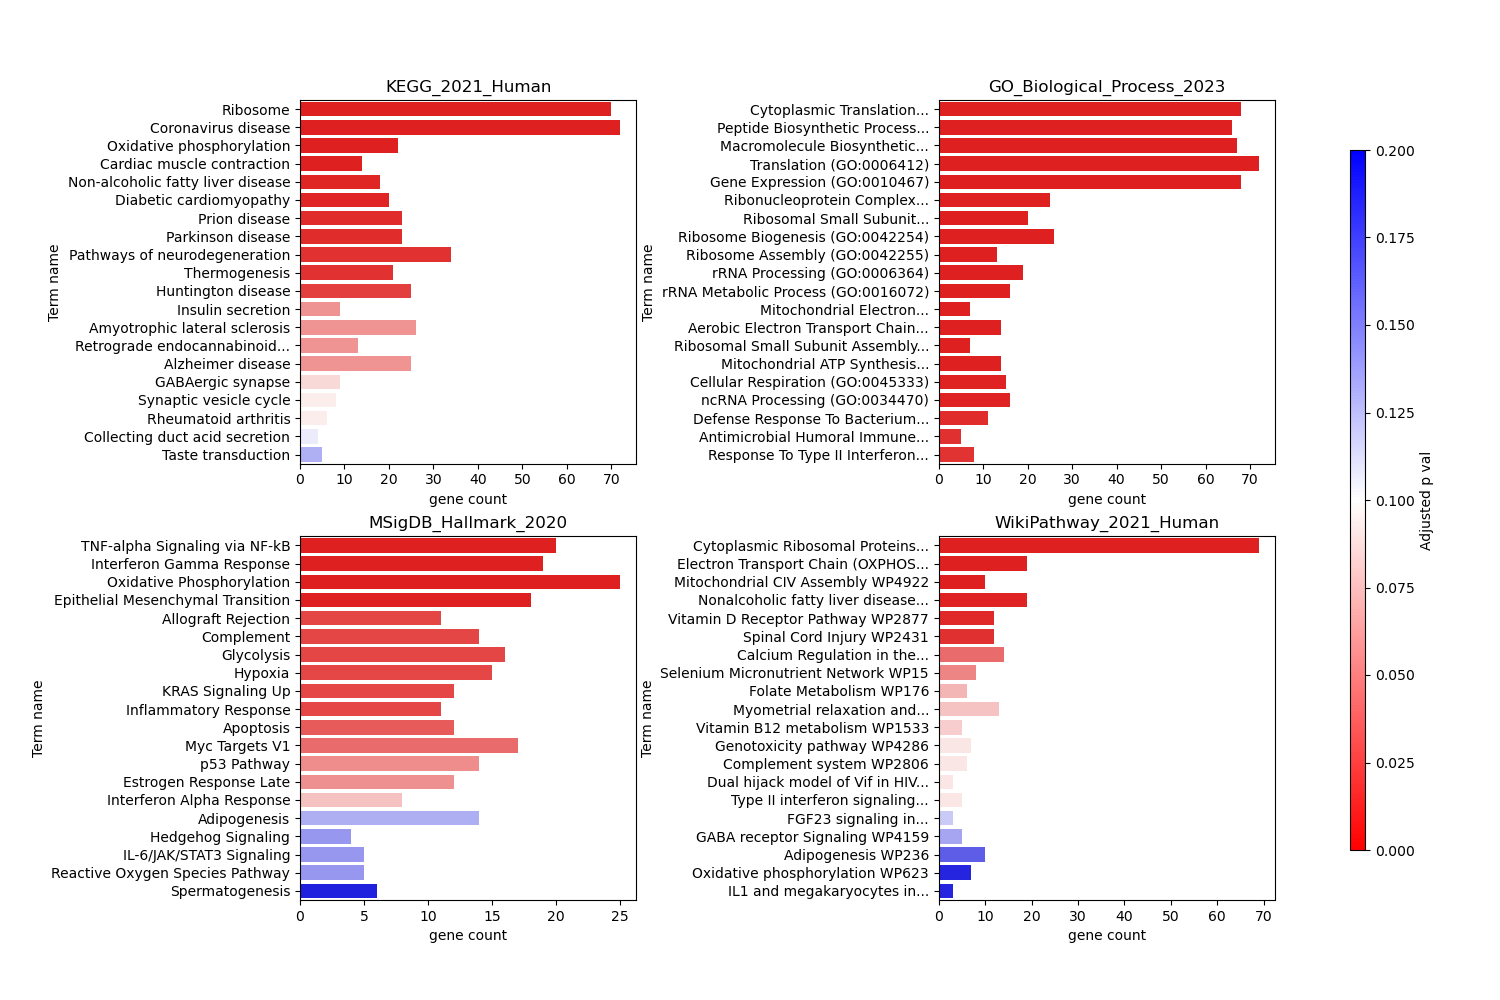 KEGG_2021_Human
Term name
Ribosome
Coronavirus disease
Oxidative phosphorylation
Cardiac muscle contraction
Non-alcoholic fatty liver disease
Diabetic cardiomyopathy
Prion disease
Parkinson disease
Pathways of neurodegeneration
Thermogenesis
Huntington disease
Insulin secretion
Amyotrophic lateral sclerosis
Retrograde endocannabinoid...
Alzheimer disease
GABAergic synapse
Synaptic vesicle cycle
Rheumatoid arthritis
Collecting duct acid secretion
Taste transduction
0 10 20 30 40 50 60 70
gene count
GO_Biological_Process_2023
Term name
Cytoplasmic Translation...
Peptide Biosynthetic Process...
Macromolecule Biosynthetic...
Translation (GO:0006412)
Gene Expression (GO:0010467)
Ribonucleoprotein Complex...
Ribosomal Small Subunit...
Ribosome Biogenesis (GO:0042254)
Ribosome Assembly (GO:0042255)
rRNA Processing (GO:0006364)
rRNA Metabolic Process (GO:0016072)
Mitochondrial Electron...
Aerobic Electron Transport Chain...
Ribosomal Small Subunit Assembly...
Mitochondrial ATP Synthesis...
Cellular Respiration (GO:0045333)
ncRNA Processing (GO:0034470)
Defense Response To Bacterium...
Antimicrobial Humoral Immune...
Response To Type II Interferon...
0 10 20 30 40 50 60 70
gene count
MSigDB_Hallmark_2020
Term name
TNF-alpha Signaling via NF-kB
Interferon Gamma Response
Oxidative Phosphorylation
Epithelial Mesenchymal Transition
Allograft Rejection
Complement
Glycolysis
Hypoxia
KRAS Signaling Up
Inflammatory Response
Apoptosis
Myc Targets V1
p53 Pathway
Estrogen Response Late
Interferon Alpha Response
Adipogenesis
Hedgehog Signaling
IL-6/JAK/STAT3 Signaling
Reactive Oxygen Species Pathway
Spermatogenesis
0 5 10 15 20 25
gene count
WikiPathway_2021_Human
Term name
Cytoplasmic Ribosomal Proteins...
Electron Transport Chain (OXPHOS...
Mitochondrial CIV Assembly WP4922
Nonalcoholic fatty liver disease...
Vitamin D Receptor Pathway WP2877
Spinal Cord Injury WP2431
Calcium Regulation in the...
Selenium Micronutrient Network WP15
Folate Metabolism WP176
Myometrial relaxation and...
Vitamin B12 metabolism WP1533
Genotoxicity pathway WP4286
Complement system WP2806
Dual hijack model of Vif in HIV...
Type II interferon signaling...
FGF23 signaling in...
GABA receptor Signaling WP4159
Adipogenesis WP236
Oxidative phosphorylation WP623
IL1 and megakaryocytes in...
0 10 20 30 40 50 60 70
gene count
0.200
0.175
0.150
0.125
0.100
0.075
0.050
0.025
0.000
Adjusted p val